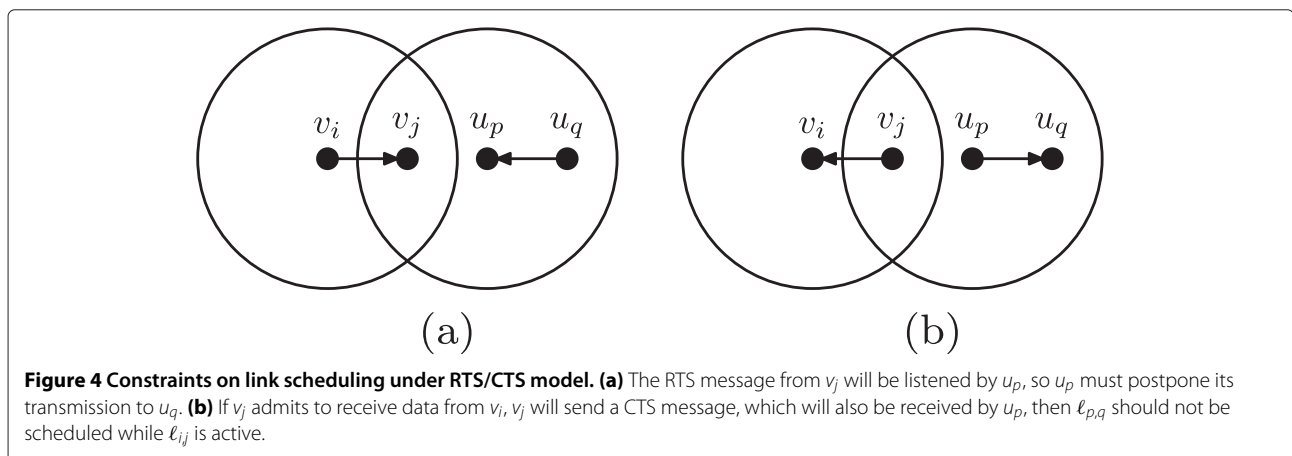 v_i v_j u_p u_q
v_i v_j u_p u_q
(a)
(b)
Figure 4 Constraints on link scheduling under RTS/CTS model. (a) The RTS message from v_j will be listened by u_p, so u_p must postpone its
transmission to u_q. (b) If v_j admits to receive data from v_i, v_j will send a CTS message, which will also be received by u_p, then ℓ_{p,q} should not be
scheduled while ℓ_{i,j} is active.